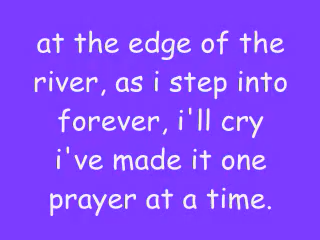 at the edge of the
river, as i step into
forever, i'll cry
i've made it one
prayer at a time.